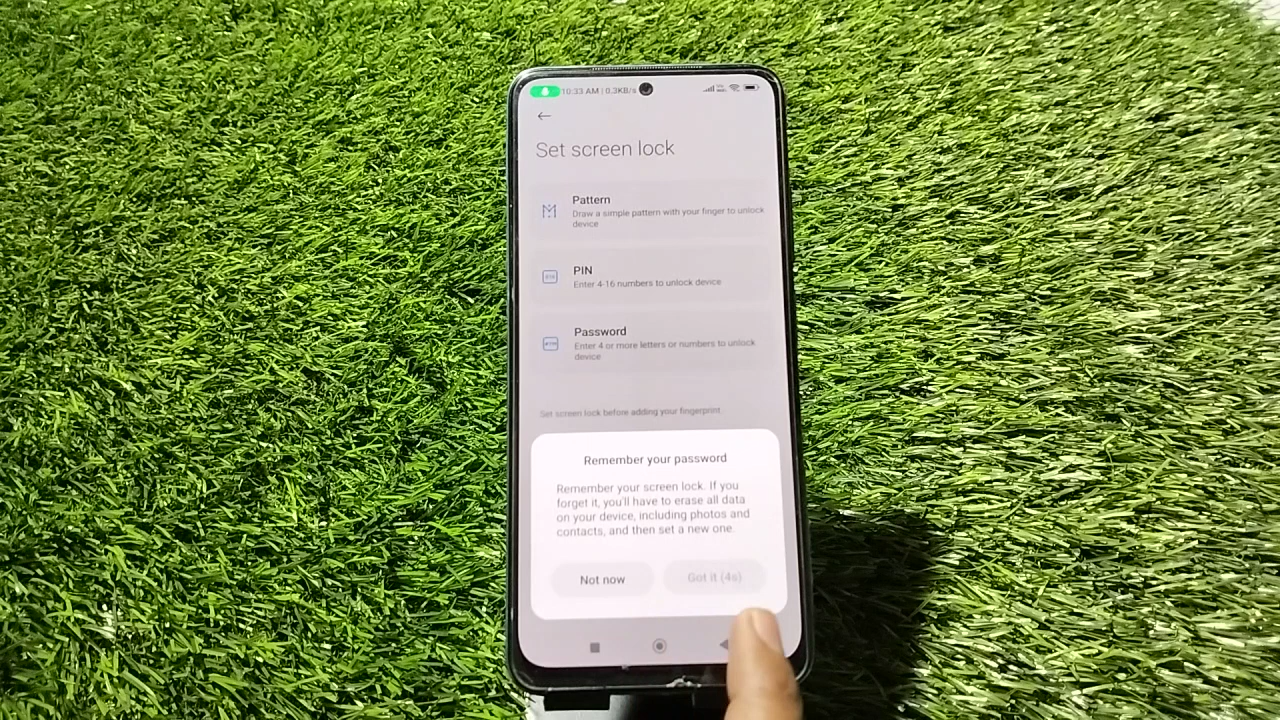 10:33 AM | 0.3KB/s
Set screen lock
Pattern
Draw a simple pattern with your finger to unlock
device
PIN
Enter 4-16 numbers to unlock device
Password
Enter 4 or more letters or numbers to unlock
device
Set screen lock before adding your fingerprint.
Remember your password
Remember your screen lock. If you
forget it, you'll have to erase all data
on your device, including photos and
contacts, and then set a new one.
Not now
Got it (4s)